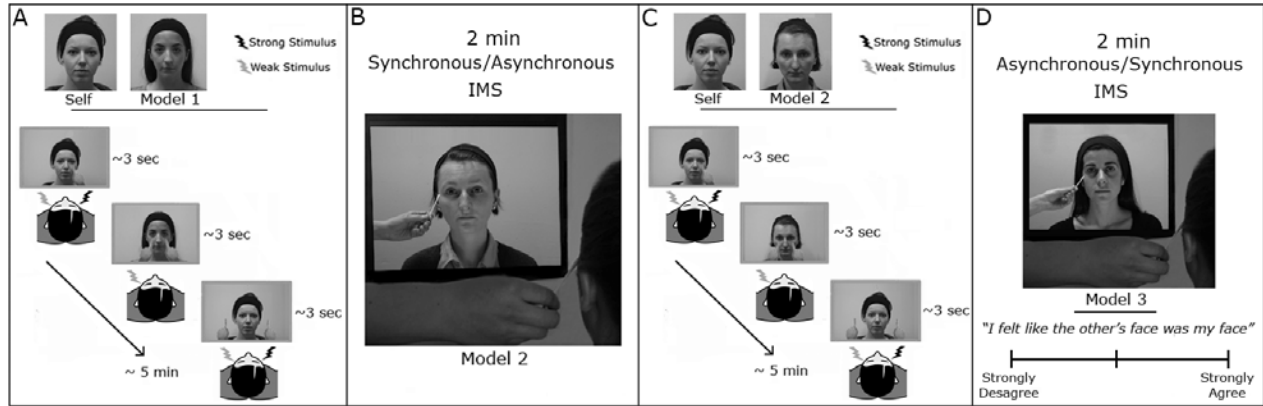 A
Strong Stimulus
Weak Stimulus
Self
Model 1
~3 sec
~3 sec
~3 sec
~ 5 min
B
2 min
Synchronous/Asynchronous
IMS
Model 2
C
Strong Stimulus
Weak Stimulus
Self
Model 2
~3 sec
~3 sec
~3 sec
~ 5 min
D
2 min
Asynchronous/Synchronous
IMS
Model 3
"I felt like the other's face was my face"
Strongly
Desagree
Strongly
Agree